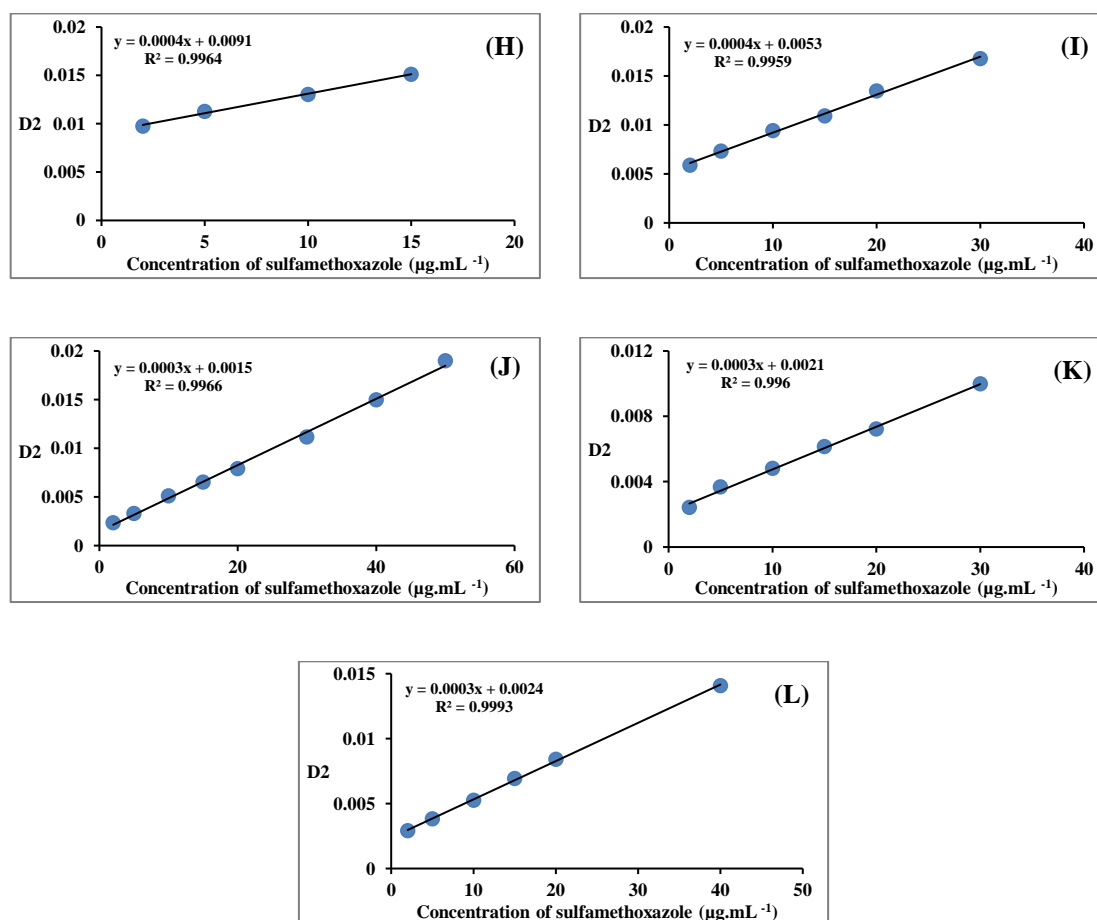 0.02
y = 0.0004x + 0.0091
R² = 0.9964
(H)
0.015
0.01
D2
0.005
0
0 5 10 15 20
Concentration of sulfamethoxazole (µg.mL -1)
0.02
y = 0.0004x + 0.0053
R² = 0.9959
(I)
0.015
0.01
D2
0.005
0
0 10 20 30 40
Concentration of sulfamethoxazole (µg.mL -1)
0.02
y = 0.0003x + 0.0015
R² = 0.9966
(J)
0.015
0.01
D2
0.005
0
0 20 40 60
Concentration of sulfamethoxazole (µg.mL -1)
0.012
y = 0.0003x + 0.0021
R² = 0.996
(K)
0.008
D2
0.004
0
0 10 20 30 40
Concentration of sulfamethoxazole (µg.mL -1)
0.015
y = 0.0003x + 0.0024
R² = 0.9993
(L)
0.01
D2
0.005
0
0 10 20 30 40 50
Concentration of sulfamethoxazole (µg.mL -1)